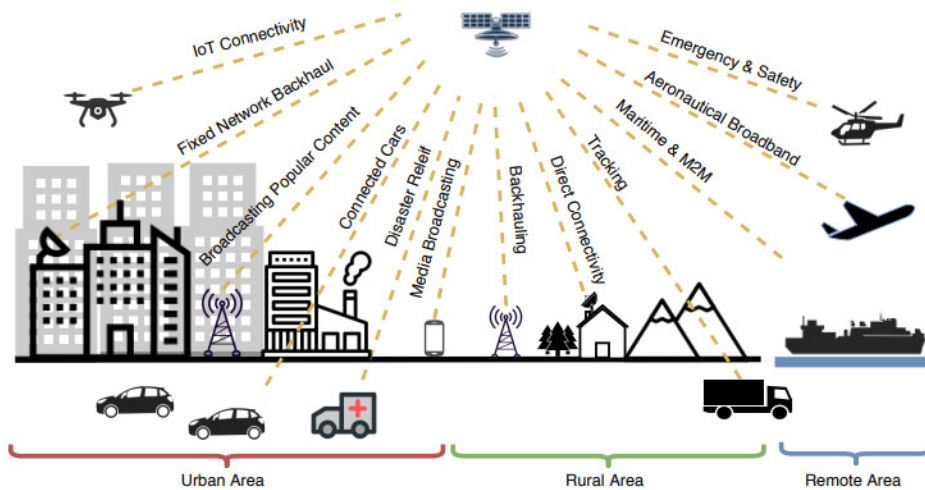 IoT Connectivity
Fixed Network Backhaul
Broadcasting Popular Content
Connected Cars
Disaster Releif
Media Broadcasting
Backhauling
Direct Connectivity
Tracking
Maritime & M2M
Aeronautical Broadband
Emergency & Safety
Urban Area
Rural Area
Remote Area